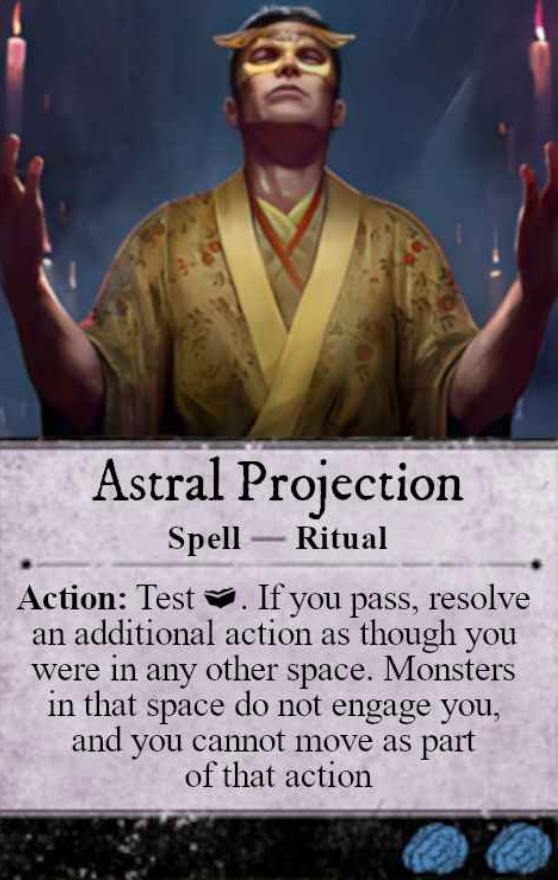 Astral Projection
Spell — Ritual
Action: Test . If you pass, resolve
an additional action as though you
were in any other space. Monsters
in that space do not engage you,
and you cannot move as part
of that action